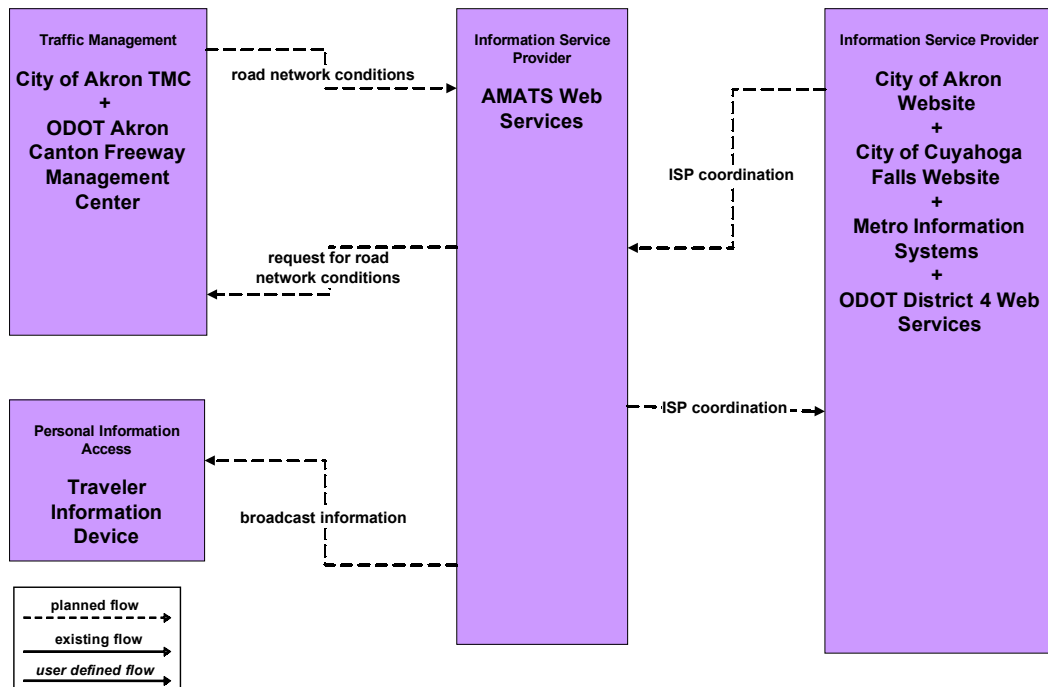 Traffic Management
City of Akron TMC
+
ODOT Akron
Canton Freeway
Management
Center
road network conditions
Information Service
Provider
AMATS Web
Services
Information Service Provider
City of Akron
Website
+
City of Cuyahoga
Falls Website
+
Metro Information
Systems
+
ODOT District 4 Web
Services
ISP coordination
request for road
network conditions
ISP coordination
Personal Information
Access
Traveler
Information
Device
broadcast information
planned flow
existing flow
user defined flow